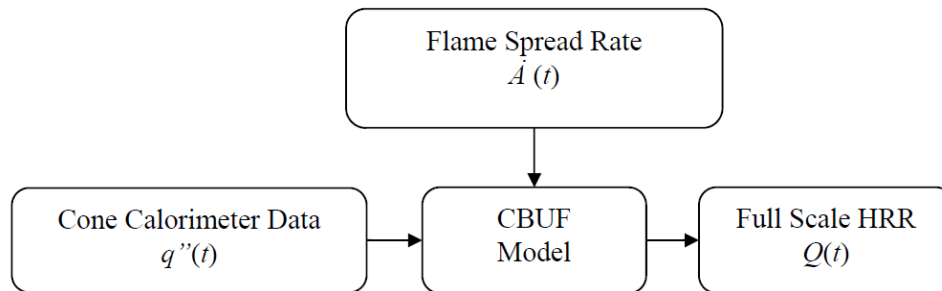 Flame Spread Rate
Ȧ (t)
Cone Calorimeter Data
q”(t)
CBUF
Model
Full Scale HRR
Q(t)